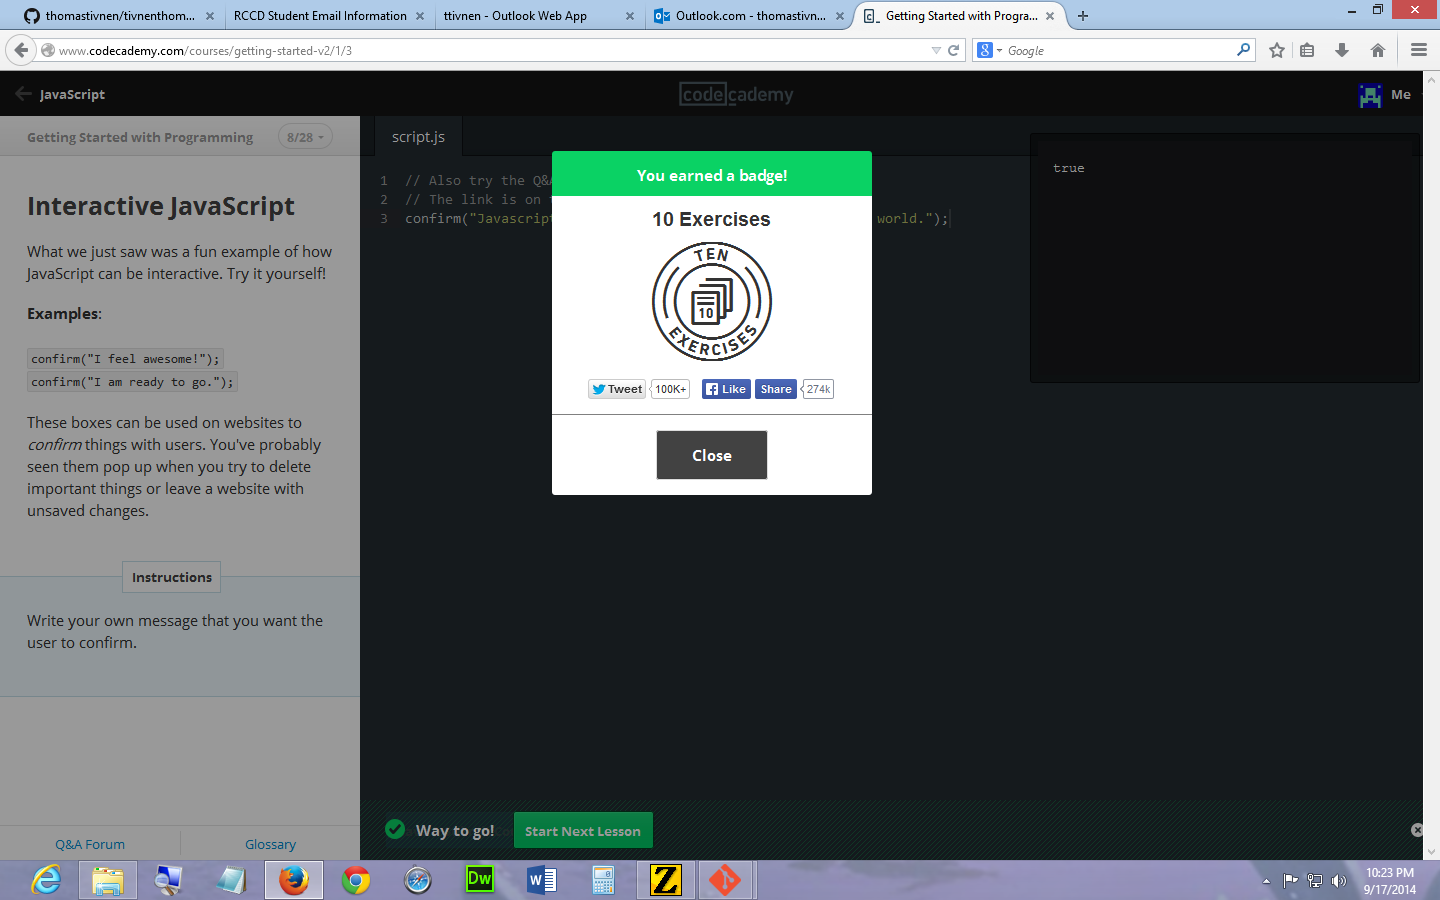 thomastivnen/tivnenthom...
RCCD Student Email Information
ttivnen - Outlook Web App
Outlook.com - thomastivn...
Getting Started with Progra...
www.codecademy.com/courses/getting-started-v2/1/3
Google
JavaScript
codecademy
Me
Getting Started with Programming
8/28
script.js
Interactive JavaScript
What we just saw was a fun example of how
JavaScript can be interactive. Try it yourself!
Examples:
confirm("I feel awesome!");
confirm("I am ready to go.");
These boxes can be used on websites to
confirm things with users. You've probably
seen them pop up when you try to delete
important things or leave a website with
unsaved changes.
Instructions
Write your own message that you want the
user to confirm.
Q&A Forum
Glossary
1 // Also try the Q&A
2 // The link is on
3 confirm("Javascript world.");
true
You earned a badge!
10 Exercises
TEN
10
EXERCISES
Tweet 100K+ Like Share 274k
Close
Way to go!
Start Next Lesson
Dw
W
Z
10:23 PM
9/17/2014